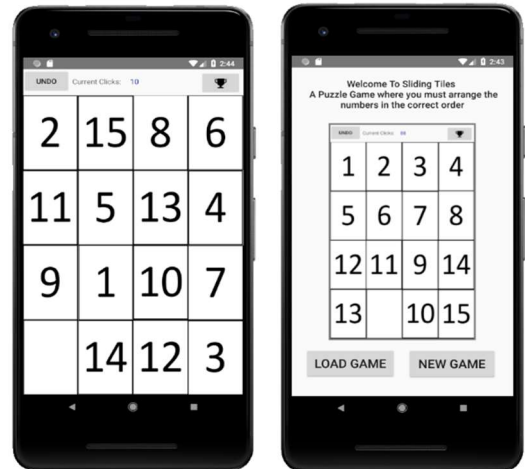 2:44
UNDO Current Clicks: 10
2 15 8 6
11 5 13 4
9 1 10 7
14 12 3
2:43
Welcome To Sliding Tiles
A Puzzle Game where you must arrange the
numbers in the correct order
UNDO Current Clicks:
1 2 3 4
5 6 7 8
12 11 9 14
13 10 15
LOAD GAME NEW GAME